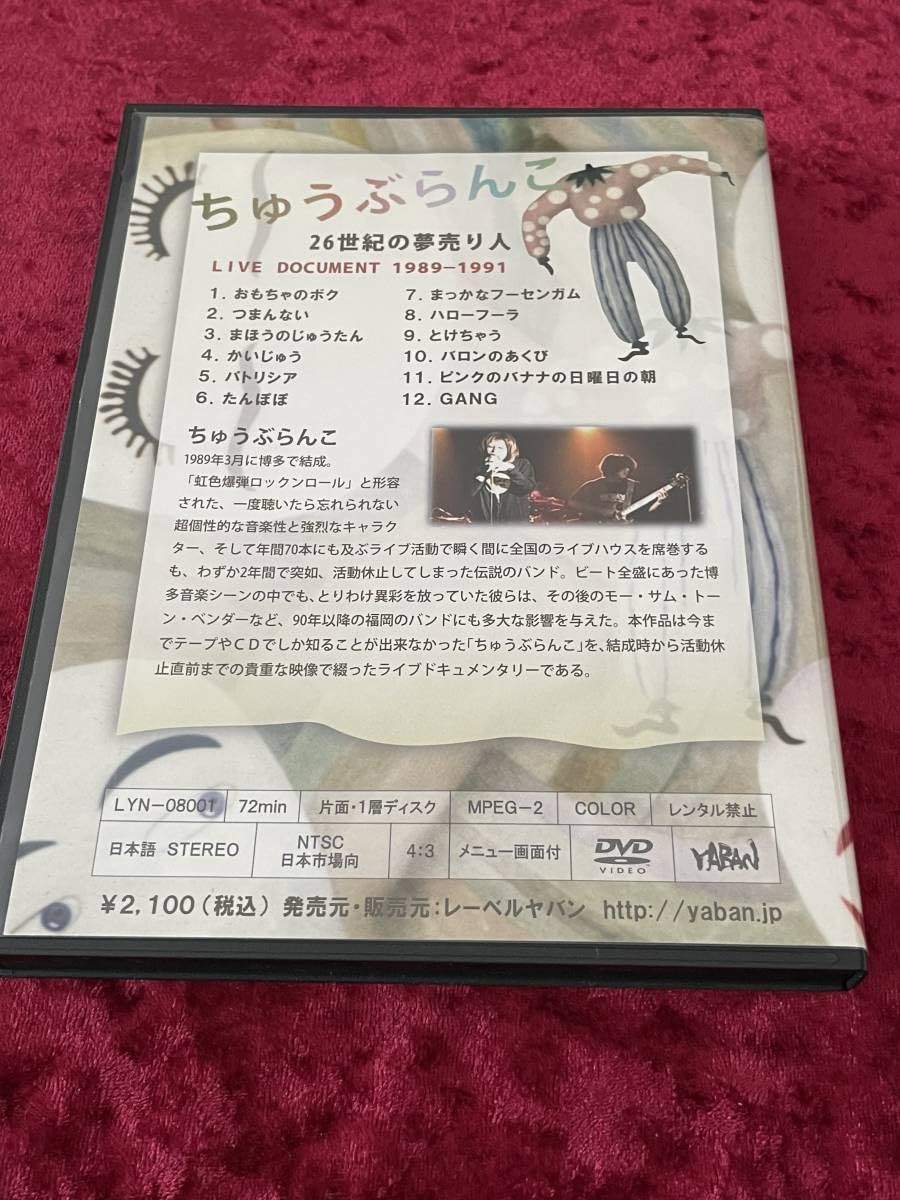 ちゅうぶらんこ
26世紀の夢売り人
LIVE DOCUMENT 1989-1991
1. おもちゃのボク
2. つまんない
3. まほうのじゅうたん
4. かいじゅう
5. パトリシア
6. たんぽぽ
7. まっかなフーセンガム
8. ハローフーラ
9. とけちゃう
10. バロンのあくび
11. ピンクのバナナの日曜日の朝
12. GANG
ちゅうぶらんこ
1989年3月に博多で結成。
「虹色爆弾ロックンロール」と形容
された、一度聴いたら忘れられない
超個性的な音楽性と強烈なキャラク
ター、そして年間70本にも及ぶライブ活動で瞬く間に全国のライブハウスを席巻する
も、わずか2年間で突如、活動休止してしまった伝説のバンド。ビート全盛にあった博
多音楽シーンの中でも、とりわけ異彩を放っていた彼らは、その後のモー・サム・トー
ン・ベンダーなど、90年以降の福岡のバンドにも多大な影響を与えた。本作品は今ま
でテープやCDでしか知ることが出来なかった「ちゅうぶらんこ」を、結成時から活動休
止直前までの貴重な映像で綴ったライブドキュメンタリーである。
LYN-08001 72min 片面・1層ディスク MPEG-2 COLOR レンタル禁止
日本語 STEREO NTSC 日本市場向 4:3 メニュー画面付 DVD VIDEO YABAN
¥2,100(税込) 発売元・販売元:レーベルヤバン http://yaban.jp